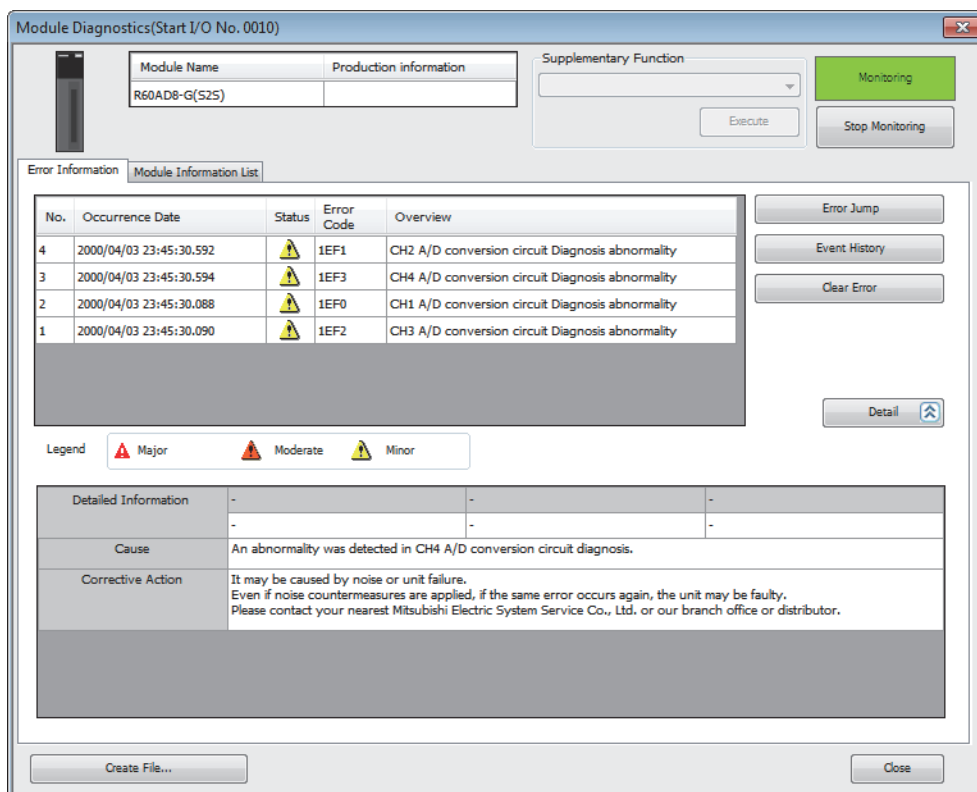 Module Diagnostics(Start I/O No. 0010)
Module Name Production information
R60AD8-G(S2S)
Supplementary Function
Execute
Monitoring
Stop Monitoring
Error Information Module Information List
No. Occurrence Date Status Error Code Overview
4 2000/04/03 23:45:30.592 1EF1 CH2 A/D conversion circuit Diagnosis abnormality
3 2000/04/03 23:45:30.594 1EF3 CH4 A/D conversion circuit Diagnosis abnormality
2 2000/04/03 23:45:30.088 1EF0 CH1 A/D conversion circuit Diagnosis abnormality
1 2000/04/03 23:45:30.090 1EF2 CH3 A/D conversion circuit Diagnosis abnormality
Error Jump
Event History
Clear Error
Detail
Legend Major Moderate Minor
Detailed Information - - -
- - -
Cause An abnormality was detected in CH4 A/D conversion circuit diagnosis.
Corrective Action It may be caused by noise or unit failure.
Even if noise countermeasures are applied, if the same error occurs again, the unit may be faulty.
Please contact your nearest Mitsubishi Electric System Service Co., Ltd. or our branch office or distributor.
Create File... Close